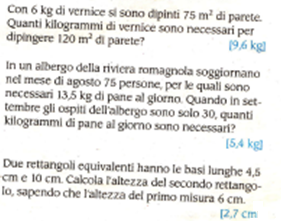 Con 6 kg di vernice si sono dipinti 75 m² di parete.
Quanti kilogrammi di vernice sono necessari per
dipingere 120 m² di parete?
[9,6 kg]
In un albergo della riviera romagnola soggiornano
nel mese di agosto 75 persone, per le quali sono
necessari 13,5 kg di pane al giorno. Quando in set-
tembre gli ospiti dell'albergo sono solo 30, quanti
kilogrammi di pane al giorno sono necessari?
[5,4 kg]
Due rettangoli equivalenti hanno le basi lunghe 4,5
cm e 10 cm. Calcola l'altezza del secondo rettango-
lo, sapendo che l'altezza del primo misura 6 cm.
[2,7 cm